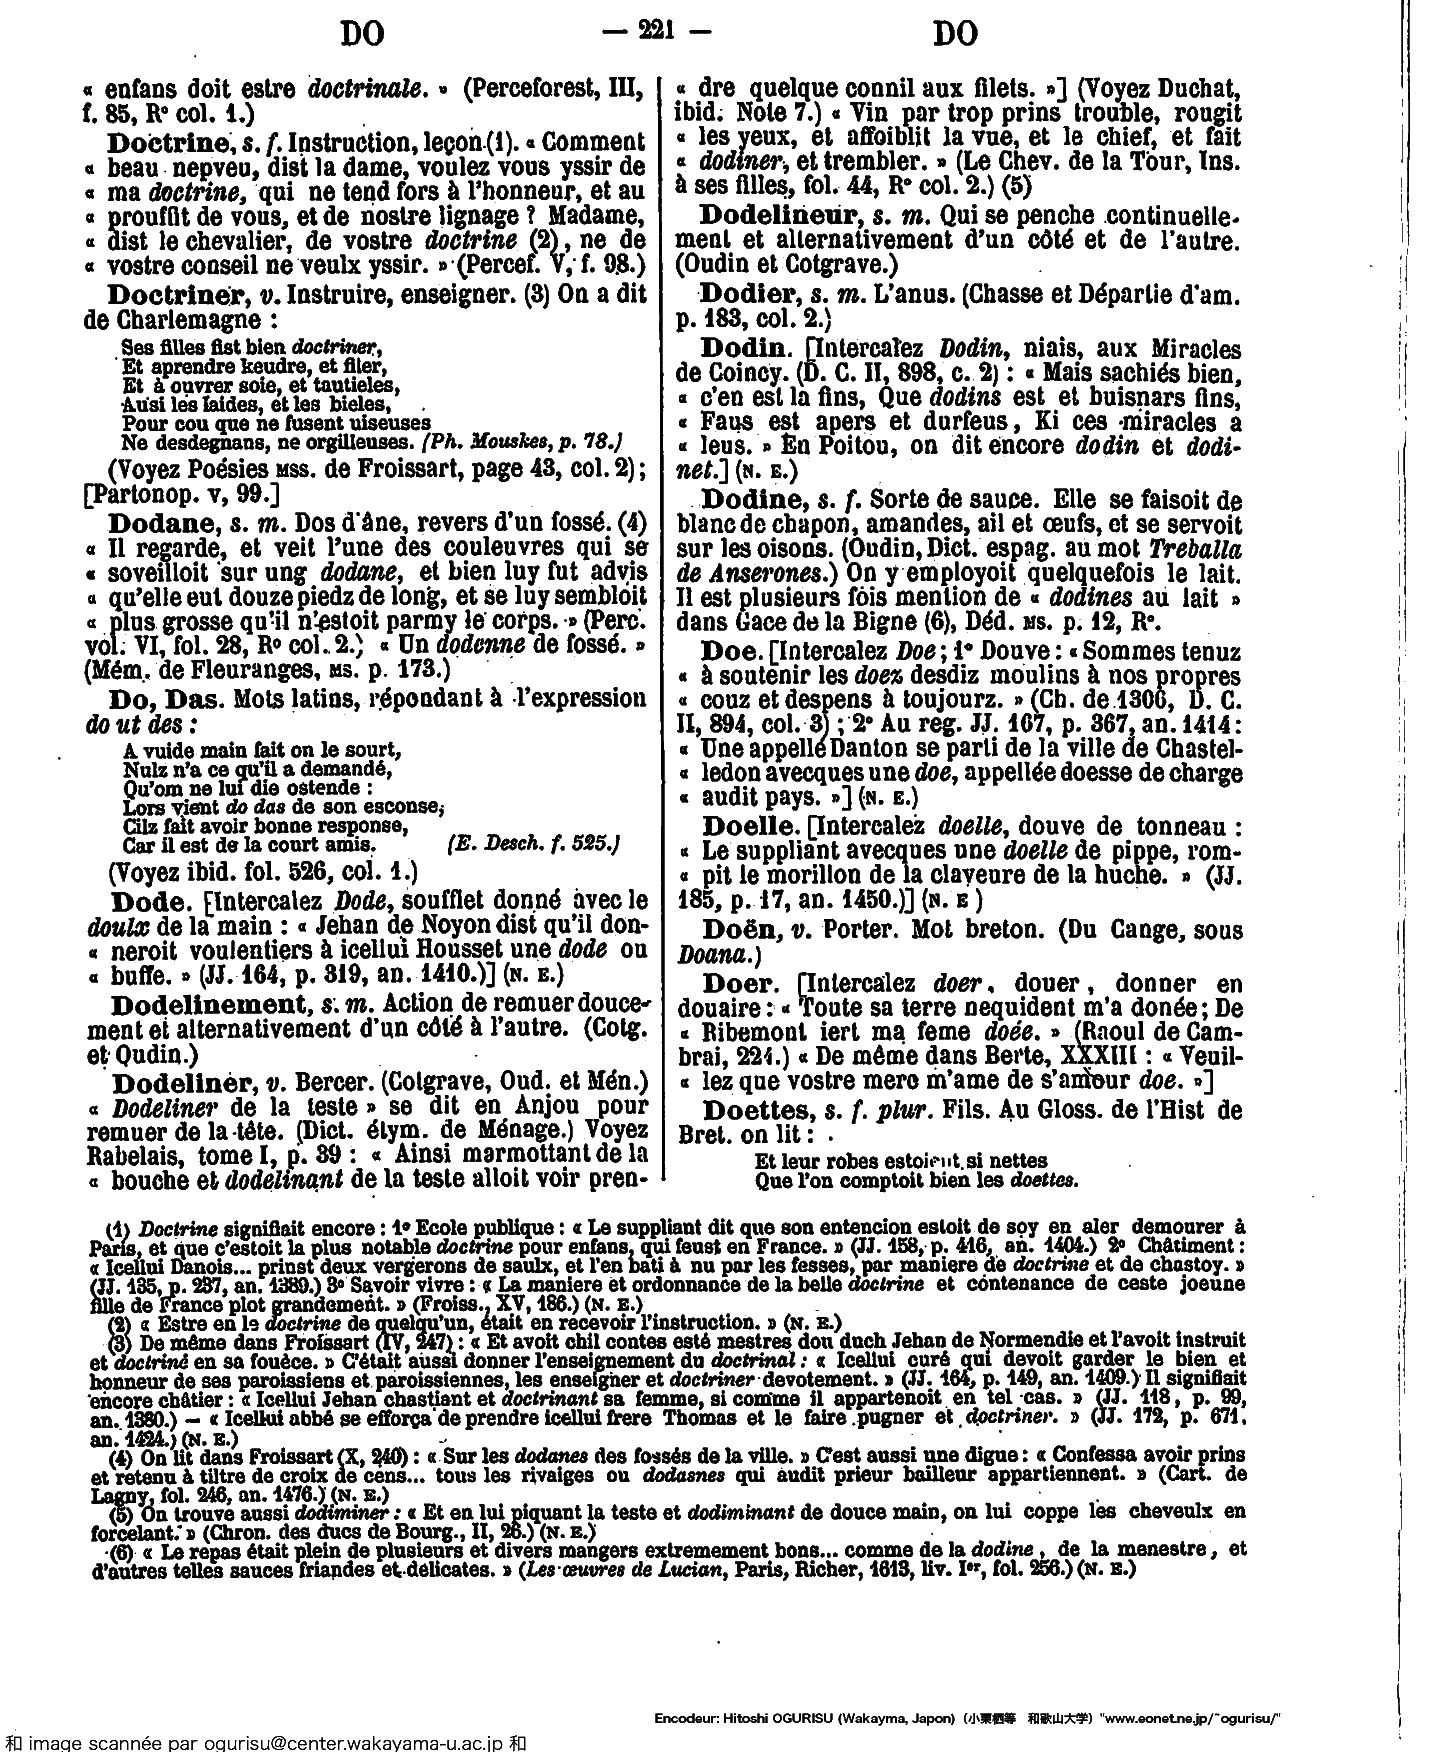 DO — 221 — DO
« enfans doit estre doctrinale. » (Perceforest, III,
f. 85, R° col. 1.)
Doctrine, s. f. Instruction, leçon (1). « Comment
« beau nepveu, dist la dame, voulez vous yssir de
« ma doctrine, qui ne tend fors à l'honneur, et au
« prouffit de vous, et de nostre lignage ? Madame,
« dist le chevalier, de vostre doctrine (2), ne de
« vostre conseil ne veulx yssir. » (Percef. V, f. 98.)
Doctriner, v. Instruire, enseigner. (3) On a dit
de Charlemagne :
Ses filles fist bien doctriner,
Et aprendre keudre, et filer,
Et à ouvrer soie, et tautieles,
Ausi les laides, et les bieles,
Pour cou que ne fusent uiseuses
Ne desdegnans, ne orgilleuses. (Ph. Mouskes, p. 78.)
(Voyez Poésies MSS. de Froissart, page 43, col. 2) ;
[Partonop. v, 99.]
Dodane, s. m. Dos d'âne, revers d'un fossé. (4)
« Il regarde, et veit l'une des couleuvres qui se
« soveilloit sur ung dodane, et bien luy fut advis
« qu'elle eut douze piedz de long, et se luy sembloit
« plus grosse qu'il n'estoit parmy le corps. » (Perc.
vol. VI, fol. 28, R° col. 2.) « Un dodenne de fossé. »
(Mém. de Fleuranges, MS. p. 173.)
Do, Das. Mots latins, répondant à l'expression
do ut des :
A vuide main fait on le sourt,
Nulz n'a ce qu'il a demandé,
Qu'om ne lui die ostende :
Lors vient do das de son esconse,
Cilz fait avoir bonne response,
Car il est de la court amis. (E. Desch. f. 525.)
(Voyez ibid. fol. 526, col. 1.)
Dode. [Intercalez Dode, soufflet donné avec le
doulx de la main : « Jehan de Noyon dist qu'il don-
« neroit voulentiers à icellui Housset une dode ou
« buffe. » (JJ. 164, p. 319, an. 1410.)] (N. E.)
Dodelinement, s. m. Action de remuer douce-
ment et alternativement d'un côté à l'autre. (Cotg.
et Oudin.)
Dodeliner, v. Bercer. (Cotgrave, Oud. et Mén.)
« Dodeliner de la teste » se dit en Anjou pour
remuer de la tête. (Dict. étym. de Ménage.) Voyez
Rabelais, tome I, p. 39 : « Ainsi marmottant de la
« bouche et dodelinant de la teste alloit voir pren-
« dre quelque connil aux filets. »] (Voyez Duchat,
ibid. Note 7.) « Vin par trop prins trouble, rougit
« les yeux, et affoiblit la vue, et le chief, et fait
« dodiner, et trembler. » (Le Chev. de la Tour, Ins.
à ses filles, fol. 44, R° col. 2.) (5)
Dodelineur, s. m. Qui se penche continuelle-
ment et alternativement d'un côté et de l'autre.
(Oudin et Cotgrave.)
Dodier, s. m. L'anus. (Chasse et Départie d'am.
p. 183, col. 2.)
Dodin. [Intercalez Dodin, niais, aux Miracles
de Coincy. (D. C. II, 898, c. 2) : « Mais sachiés bien,
« c'en est la fins, Que dodins est et buisnars fins,
« Faus est apers et durfeus, Ki ces miracles a
« leus. » En Poitou, on dit encore dodin et dodi-
net.] (N. E.)
Dodine, s. f. Sorte de sauce. Elle se faisoit de
blanc de chapon, amandes, ail et œufs, et se servoit
sur les oisons. (Oudin, Dict. espag. au mot Treballa
de Anserones.) On y employoit quelquefois le lait.
Il est plusieurs fois mention de « dodines au lait »
dans Gace de la Bigne (6), Déd. MS. p. 12, R°.
Doe. [Intercalez Doe ; 1° Douve : « Sommes tenuz
« à soutenir les doez desdiz moulins à nos propres
« couz et despens à toujourz. » (Ch. de 1306, D. C.
II, 894, col. 3) ; 2° Au reg. JJ. 167, p. 367, an. 1414 :
« Une appellé Danton se parti de la ville de Chastel-
« ledon avecques une doe, appellée doesse de charge
« audit pays. »] (N. E.)
Doelle. [Intercalez doelle, douve de tonneau :
« Le suppliant avecques une doelle de pippe, rom-
« pit le morillon de la clayeure de la huche. » (JJ.
185, p. 17, an. 1450.)] (N. E )
Doën, v. Porter. Mot breton. (Du Cange, sous
Doana.)
Doer. [Intercalez doer, douer, donner en
douaire : « Toute sa terre nequident m'a donée ; De
« Ribemont iert ma feme doée. » (Raoul de Cam-
brai, 221.) « De même dans Berte, XXXIII : « Veuil-
« lez que vostre mere m'ame de s'amour doe. »]
Doettes, s. f. plur. Fils. Au Gloss. de l'Hist de
Bret. on lit :
Et leur robes estoient si nettes
Que l'on comptoit bien les doettes.
(1) Doctrine signifiait encore : 1° Ecole publique : « Le suppliant dit que son entencion estoit de soy en aler demourer à
Paris, et que c'estoit la plus notable doctrine pour enfans, qui feust en France. » (JJ. 158, p. 416, an. 1404.) 2° Châtiment :
« Icellui Danois... prinst deux vergerons de saulx, et l'en bati à nu par les fesses, par maniere de doctrine et de chastoy. »
(JJ. 135, p. 237, an. 1389.) 3° Savoir vivre : « La maniere et ordonnance de la belle doctrine et contenance de ceste joeune
fille de France plot grandement. » (Froiss., XV, 186.) (N. E.)
(2) « Estre en le doctrine de quelqu'un, était en recevoir l'instruction. » (N. E.)
(3) De même dans Froissart (IV, 247) : « Et avoit chil contes esté mestres dou duch Jehan de Normendie et l'avoit instruit
et doctriné en sa fouèce. » C'était aussi donner l'enseignement du doctrinal : « Icellui curé qui devoit garder le bien et
honneur de ses paroissiens et paroissiennes, les enseigner et doctriner devotement. » (JJ. 164, p. 149, an. 1409.) Il signifiait
encore châtier : « Icellui Jehan chastiant et doctrinant sa femme, si comme il appartenoit en tel cas. » (JJ. 118, p. 99,
an. 1380.) — « Icellui abbé se efforça de prendre icellui frere Thomas et le faire pugner et doctriner. » (JJ. 172, p. 671,
an. 1424.) (N. E.)
(4) On lit dans Froissart (X, 240) : « Sur les dodanes des fossés de la ville. » C'est aussi une digue : « Confessa avoir prins
et retenu à tiltre de croix de cens... tous les rivaiges ou dodasnes qui audit prieur bailleur appartiennent. » (Cart. de
Lagny, fol. 246, an. 1476.) (N. E.)
(5) On trouve aussi dodiminer : « Et en lui piquant la teste et dodiminant de douce main, on lui coppe les cheveulx en
forcelant. » (Chron. des ducs de Bourg., II, 26.) (N. E.)
(6) « Le repas était plein de plusieurs et divers mangers extremement bons... comme de la dodine, de la menestre, et
d'autres telles sauces friandes et delicates. » (Les œuvres de Lucian, Paris, Richer, 1613, liv. Ier, fol. 256.) (N. E.)
Encodeur: Hitoshi OGURISU (Wakayma, Japon) (小栗栖等 和歌山大学) "www.eonet.ne.jp/~ogurisu/"
和 image scannée par ogurisu@center.wakayama-u.ac.jp 和